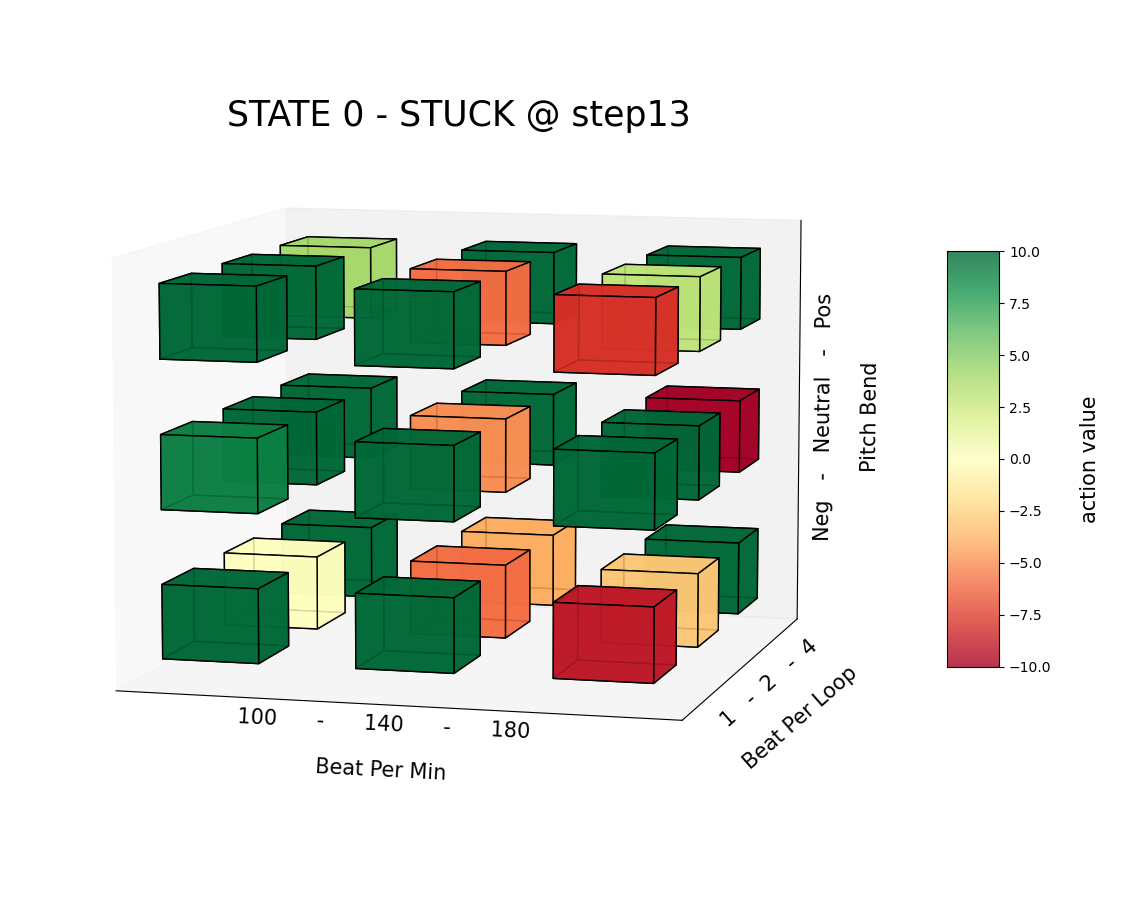 STATE 0 - STUCK @ step13
Neg - Neutral - Pos
Pitch Bend
100 - 140 - 180
Beat Per Min
1 - 2 - 4
Beat Per Loop
10.0
7.5
5.0
2.5
0.0
−2.5
−5.0
−7.5
−10.0
action value